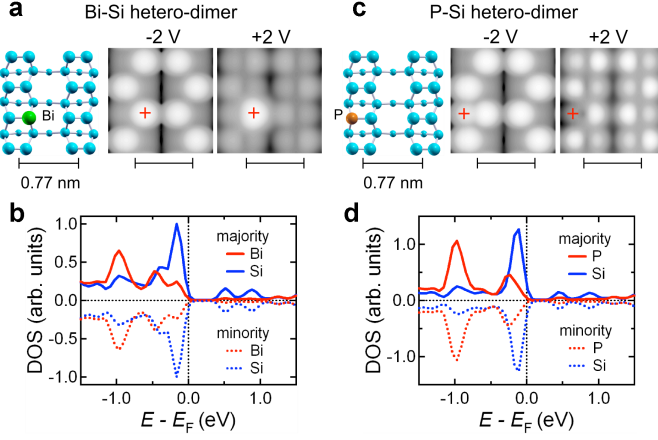 a Bi-Si hetero-dimer
-2 V +2 V
Bi
0.77 nm
c P-Si hetero-dimer
-2 V +2 V
P
0.77 nm
b
DOS (arb. units)
1.0
0.5
0.0
-0.5
-1.0
majority
Bi
Si
minority
Bi
Si
-1.0 0.0 1.0
E - EF (eV)
d
DOS (arb. units)
1.0
0.0
-1.0
majority
P
Si
minority
P
Si
-1.0 0.0 1.0
E - EF (eV)